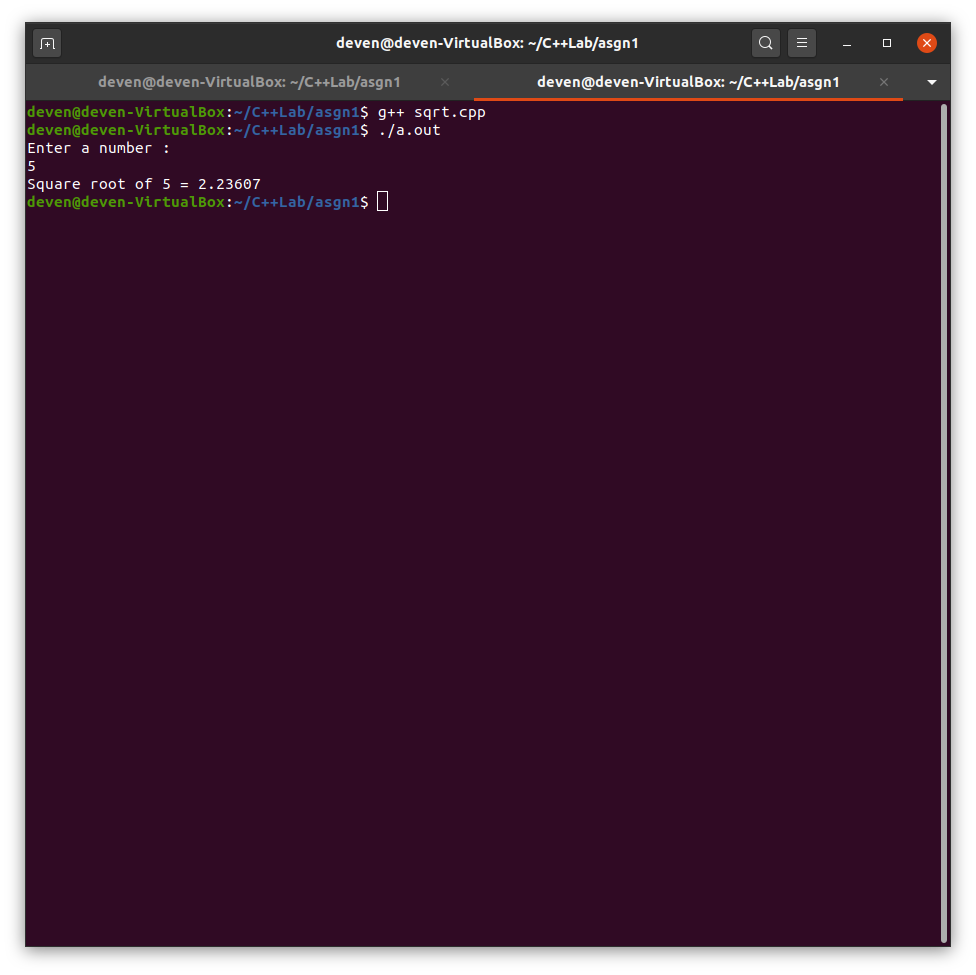 deven@deven-VirtualBox: ~/C++Lab/asgn1
deven@deven-VirtualBox: ~/C++Lab/asgn1
deven@deven-VirtualBox: ~/C++Lab/asgn1
deven@deven-VirtualBox:~/C++Lab/asgn1$ g++ sqrt.cpp
deven@deven-VirtualBox:~/C++Lab/asgn1$ ./a.out
Enter a number :
5
Square root of 5 = 2.23607
deven@deven-VirtualBox:~/C++Lab/asgn1$